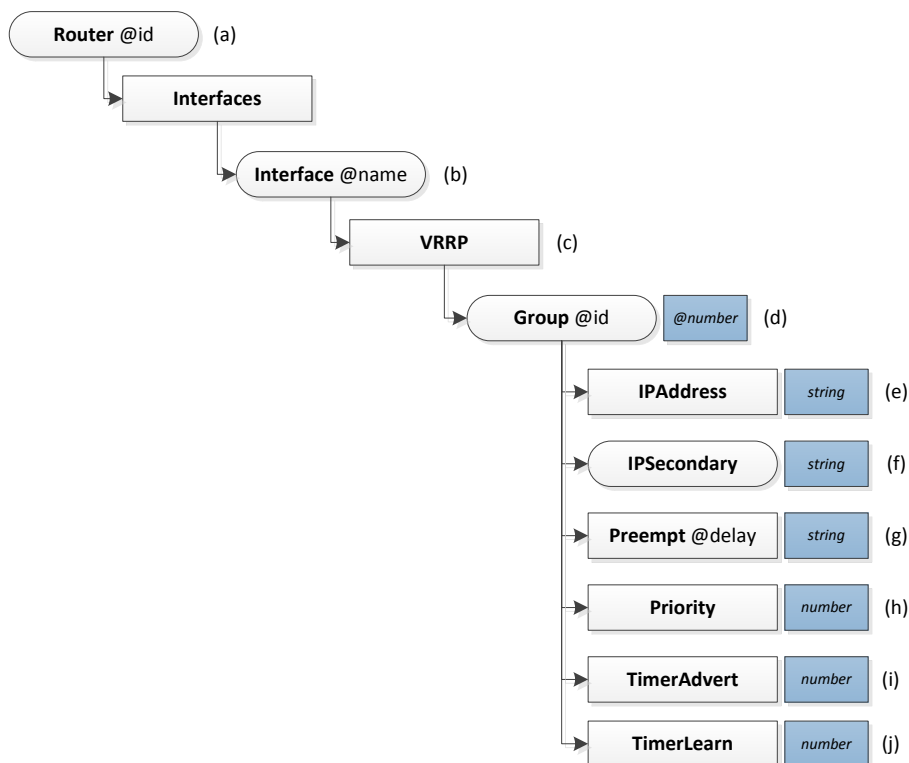 Router @id (a)
Interfaces
Interface @name (b)
VRRP (c)
Group @id @number (d)
IPAddress string (e)
IPSecondary string (f)
Preempt @delay string (g)
Priority number (h)
TimerAdvert number (i)
TimerLearn number (j)